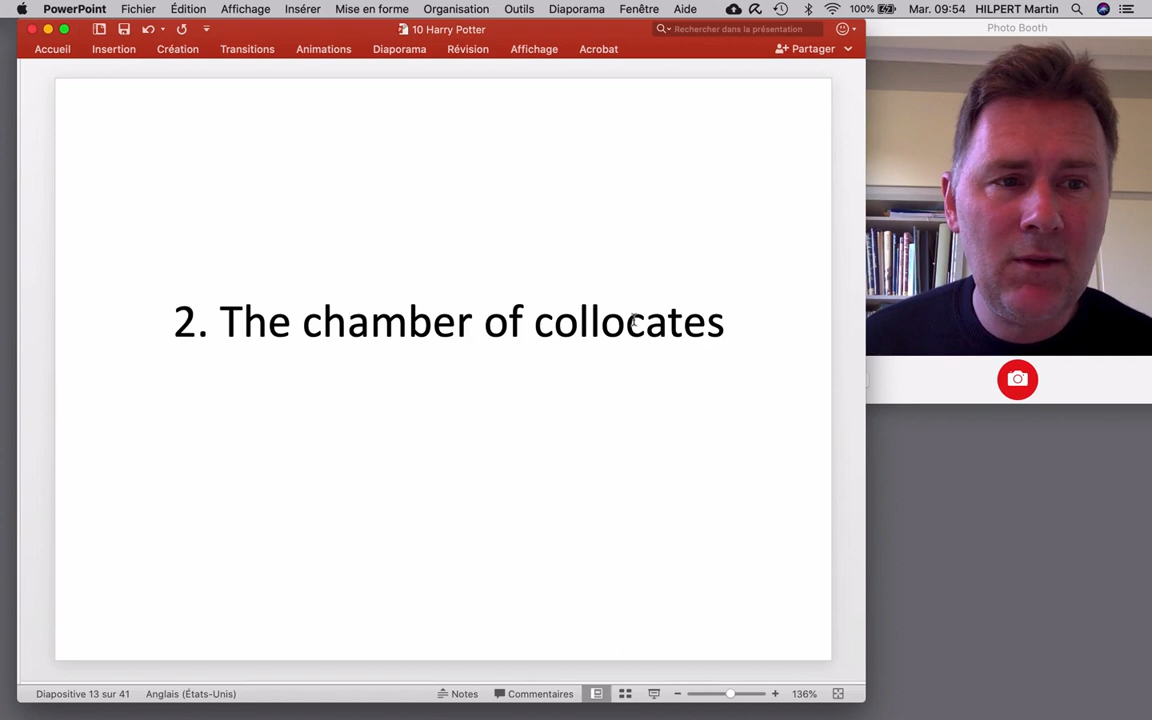 PowerPoint Fichier Édition Affichage Insérer Mise en forme Organisation Outils Fenêtre Aide 100% Mar. 09:54 HILPERT Martin
10 Harry Potter
Rechercher dans la présentation
Photo Booth
Accueil Insertion Création Transitions Animations Diaporama Révision Affichage Acrobat Partager
2. The chamber of collocates
Diapositive 13 sur 41 Anglais (États-Unis) Notes Commentaires 136%